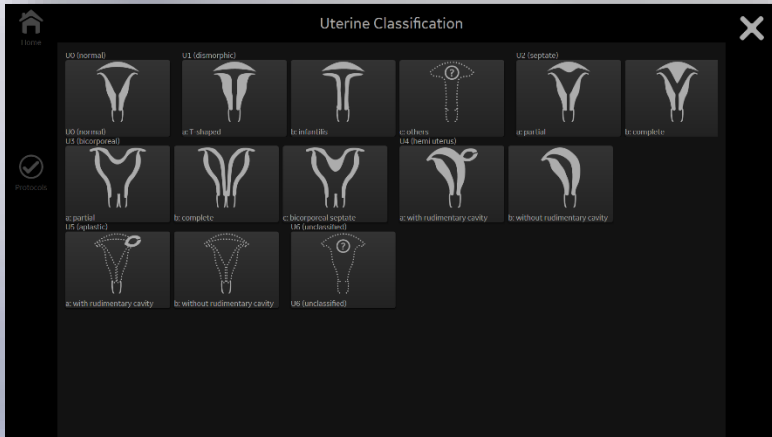 Uterine Classification
Home
U0 (normal) U1 (dismorphic) U2 (septate)
?
U0 (normal) a: T-shaped b: infantilis c: others a: partial b: complete
U3 (bicorporeal) U4 (hemi uterus)
Protocols
a: partial b: complete c: bicorporeal septate a: with rudimentary cavity b: without rudimentary cavity
U5 (aplastic) U6 (unclassified)
?
a: with rudimentary cavity b: without rudimentary cavity U6 (unclassified)